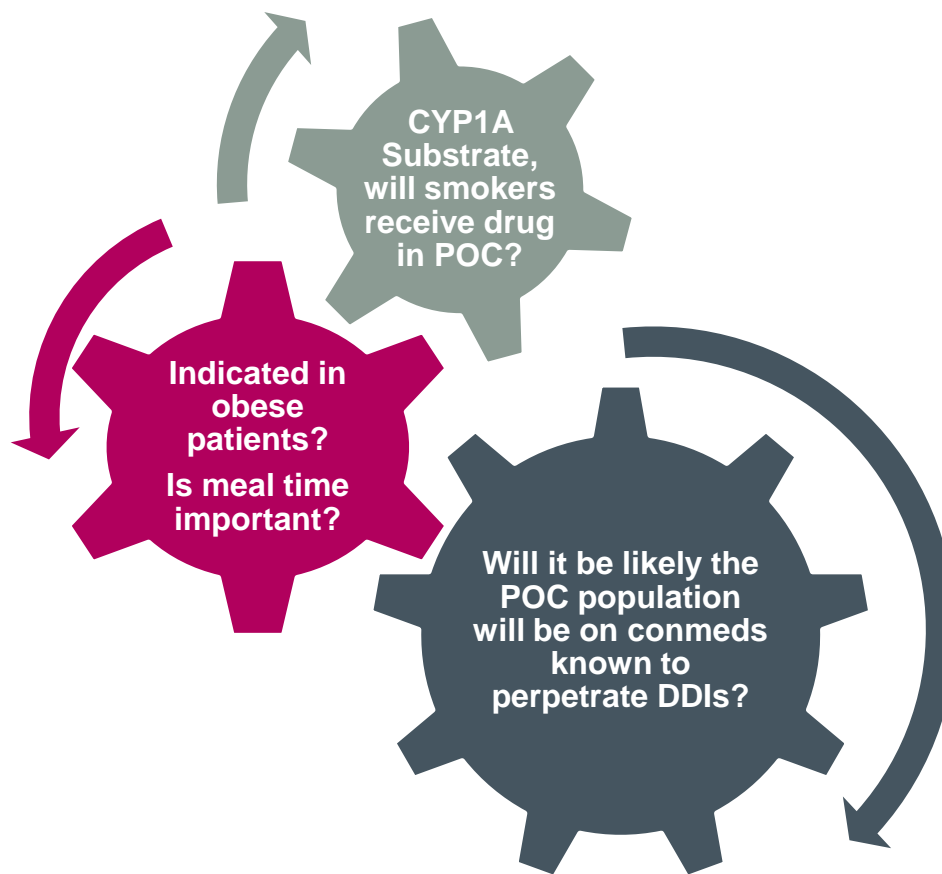 CYP1A
Substrate,
will smokers
receive drug
in POC?
Indicated in
obese
patients?
Is meal time
important?
Will it be likely the
POC population
will be on conmeds
known to
perpetrate DDIs?